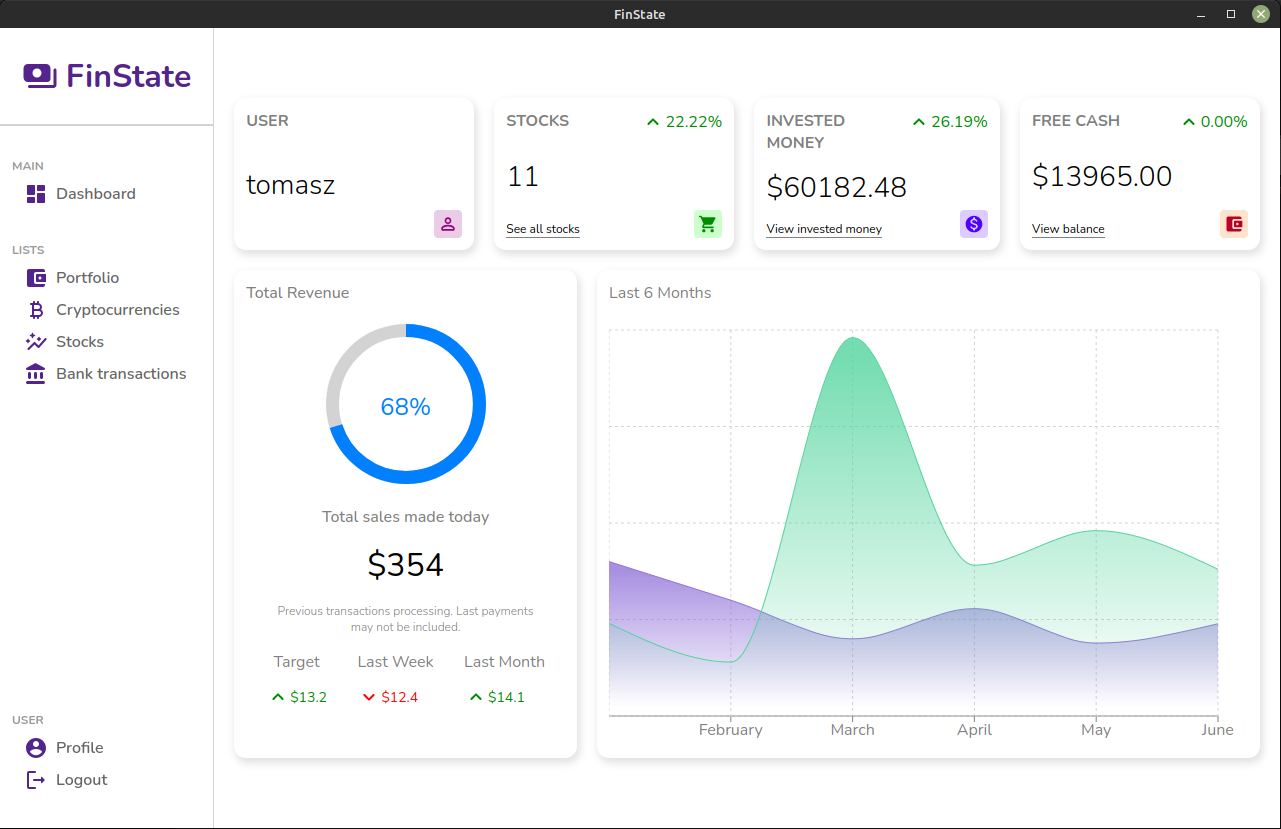 FinState
FinState
MAIN
Dashboard
LISTS
Portfolio
Cryptocurrencies
Stocks
Bank transactions
USER
Profile
Logout
USER
tomasz
STOCKS
22.22%
11
See all stocks
INVESTED
MONEY
26.19%
$60182.48
View invested money
FREE CASH
0.00%
$13965.00
View balance
Total Revenue
68%
Total sales made today
$354
Previous transactions processing. Last payments
may not be included.
Target Last Week Last Month
$13.2 $12.4 $14.1
Last 6 Months
February March April May June